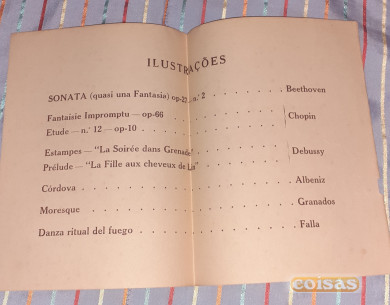 ILUSTRAÇÕES
SONATA (quasi una Fantasia) op-27, n.º 2 . . . . . . . Beethoven
Fantaisie Impromptu — op-66
Etude — n.º 12 — op-10 . . . . . . . Chopin
Estampes — "La Soirée dans Grenade"
Prélude — "La Fille aux cheveux de Lin" . . . . . . . Debussy
Córdova . . . . . . . . . . . . Albeniz
Moresque . . . . . . . . . . . . Granados
Danza ritual del fuego . . . . . . . . . Falla
coisas